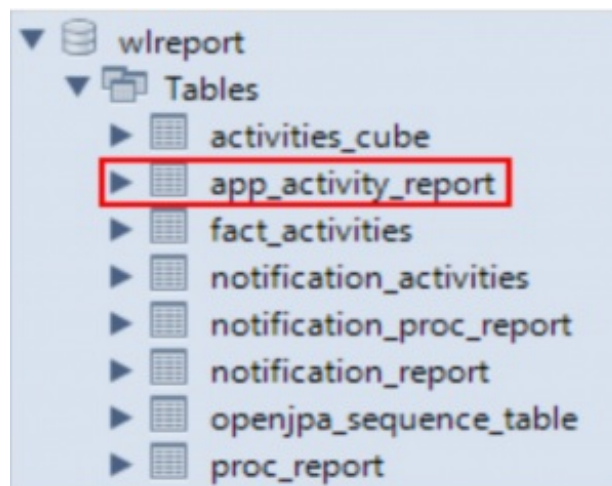 wlreport
Tables
activities_cube
app_activity_report
fact_activities
notification_activities
notification_proc_report
notification_report
openjpa_sequence_table
proc_report